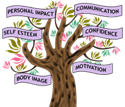 PERSONAL IMPACT
COMMUNICATION
SELF ESTEEM
CONFIDENCE
BODY IMAGE
MOTIVATION